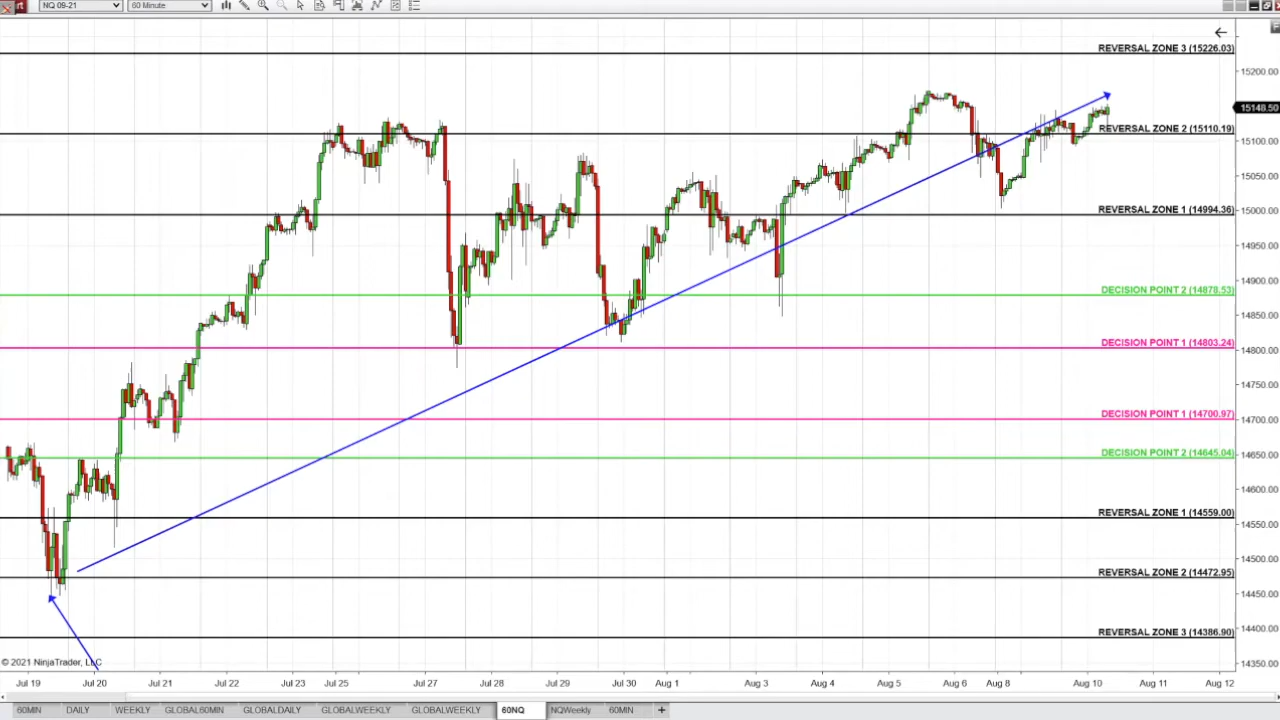 rt NQ 09-21 60 Minute
REVERSAL ZONE 3 (15226.03)
F
15200.00
15148.50
REVERSAL ZONE 2 (15110.19)
15100.00
15050.00
REVERSAL ZONE 1 (14994.36)
15000.00
14950.00
14900.00
DECISION POINT 2 (14878.53)
14850.00
DECISION POINT 1 (14803.24)
14800.00
14750.00
DECISION POINT 1 (14700.97)
14700.00
DECISION POINT 2 (14645.04)
14650.00
14600.00
REVERSAL ZONE 1 (14559.00)
14550.00
14500.00
REVERSAL ZONE 2 (14472.95)
14450.00
REVERSAL ZONE 3 (14386.90)
14400.00
14350.00
© 2021 NinjaTrader, LLC
Jul 19 Jul 20 Jul 21 Jul 22 Jul 23 Jul 25 Jul 27 Jul 28 Jul 29 Jul 30 Aug 1 Aug 3 Aug 4 Aug 5 Aug 6 Aug 8 Aug 10 Aug 11 Aug 12
60MIN DAILY WEEKLY GLOBAL60MIN GLOBALDAILY GLOBALWEEKLY GLOBALWEEKLY 60NQ NQWeekly 60MIN +